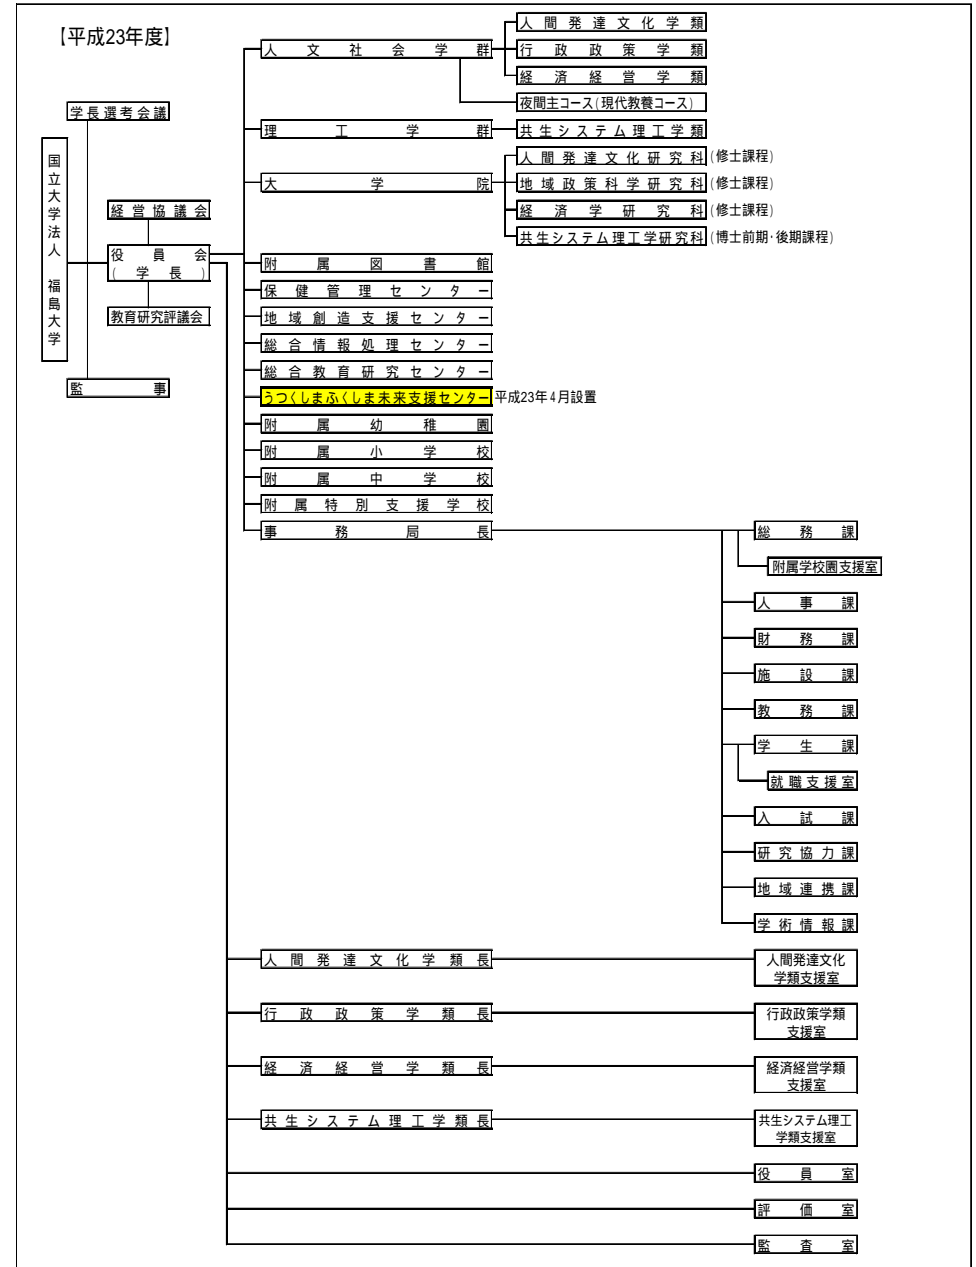 【平成23年度】
人間発達文化学類
人文社会学群
行政政策学類
経済経営学類
夜間主コース(現代教養コース)
学長選考会議
理工学群
共生システム理工学類
国立大学法人 福島大学
人間発達文化研究科 (修士課程)
大学院
地域政策科学研究科 (修士課程)
経済学研究科 (修士課程)
共生システム理工学研究科 (博士前期・後期課程)
経営協議会
役員会
(学長)
教育研究評議会
監事
附属図書館
保健管理センター
地域創造支援センター
総合情報処理センター
総合教育研究センター
うつくしまふくしま未来支援センター 平成23年4月設置
附属幼稚園
附属小学校
附属中学校
附属特別支援学校
事務局長
総務課
附属学校園支援室
人事課
財務課
施設課
教務課
学生課
就職支援室
入試課
研究協力課
地域連携課
学術情報課
人間発達文化学類長
人間発達文化
学類支援室
行政政策学類長
行政政策学類
支援室
経済経営学類長
経済経営学類
支援室
共生システム理工学類長
共生システム理工
学類支援室
役員室
評価室
監査室